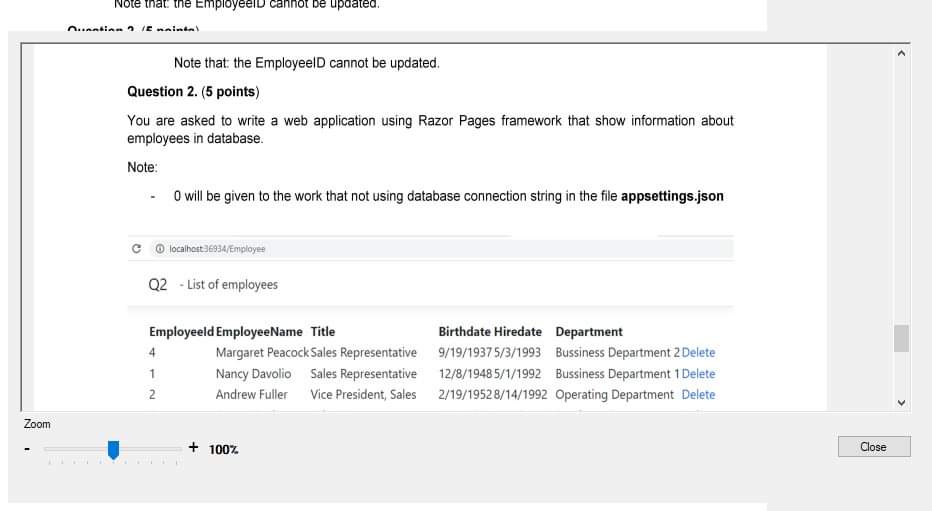 Note that: the EmployeeID cannot be updated.
Question 2. (5 points)
Note that: the EmployeeID cannot be updated.
Question 2. (5 points)
You are asked to write a web application using Razor Pages framework that show information about
employees in database.
Note:
- 0 will be given to the work that not using database connection string in the file appsettings.json
localhost:36934/Employee
Q2 - List of employees
EmployeeId EmployeeName Title Birthdate Hiredate Department
4 Margaret Peacock Sales Representative 9/19/1937 5/3/1993 Bussiness Department 2 Delete
1 Nancy Davolio Sales Representative 12/8/1948 5/1/1992 Bussiness Department 1 Delete
2 Andrew Fuller Vice President, Sales 2/19/1952 8/14/1992 Operating Department Delete
Zoom
- + 100%
Close